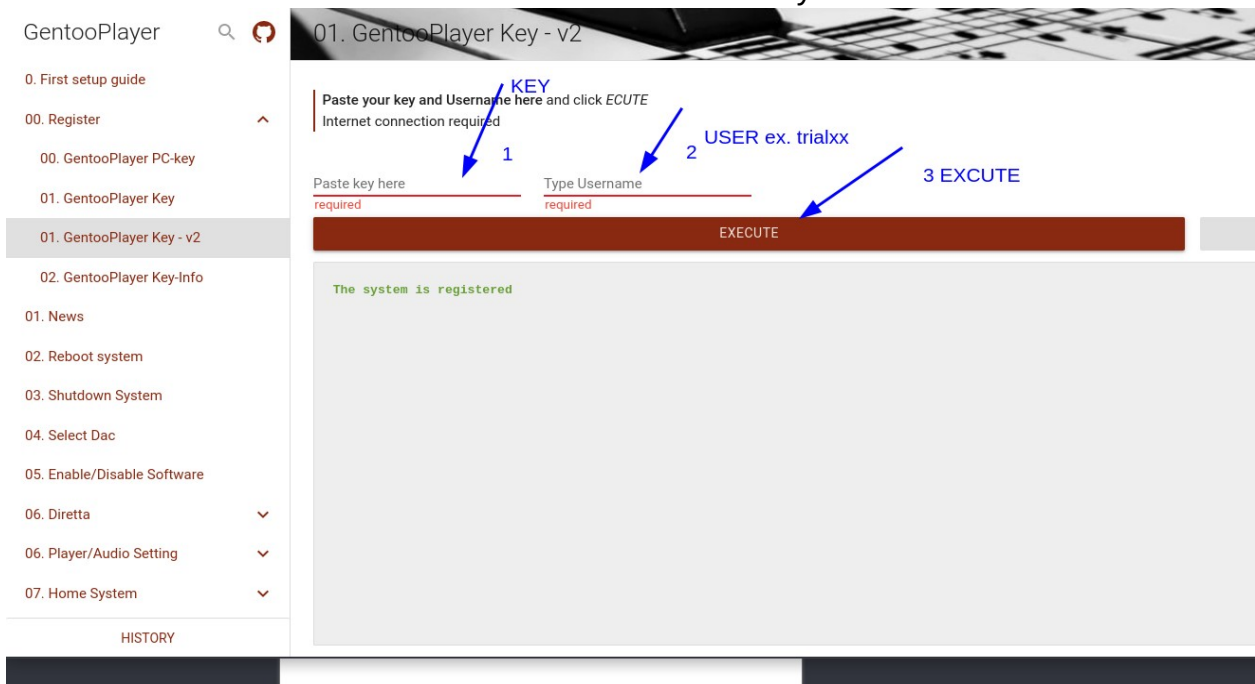 y
GentooPlayer
01. GentooPlayer Key - v2
0. First setup guide
00. Register
00. GentooPlayer PC-key
01. GentooPlayer Key
01. GentooPlayer Key - v2
02. GentooPlayer Key-Info
01. News
02. Reboot system
03. Shutdown System
04. Select Dac
05. Enable/Disable Software
06. Diretta
06. Player/Audio Setting
07. Home System
HISTORY
KEY
Paste your key and Username here and click ECUTE
Internet connection required
1
2
USER ex. trialxx
3 EXCUTE
Paste key here
required
Type Username
required
EXECUTE
The system is registered